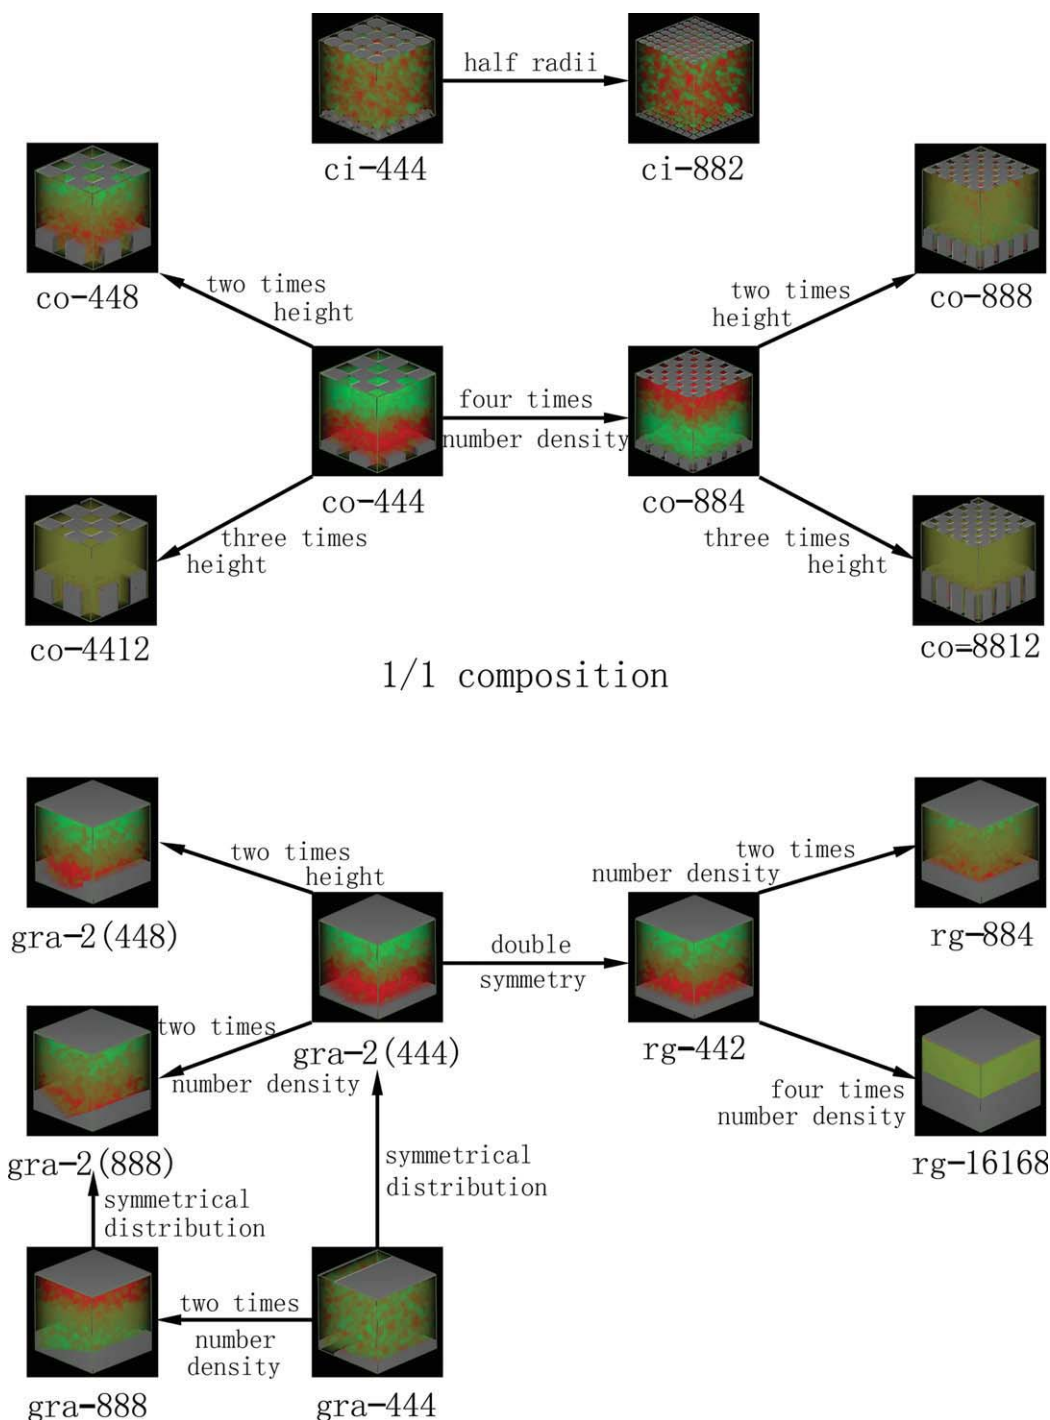 half radii
ci-444
ci-882
two times
height
co-448
two times
height
co-888
four times
number density
co-444
co-884
three times
height
co-4412
three times
height
co=8812
1/1 composition
two times
height
gra-2(448)
two times
number density
rg-884
double
symmetry
gra-2(444)
rg-442
two times
number density
gra-2(888)
four times
number density
rg-16168
symmetrical
distribution
symmetrical
distribution
two times
number
density
gra-888
gra-444